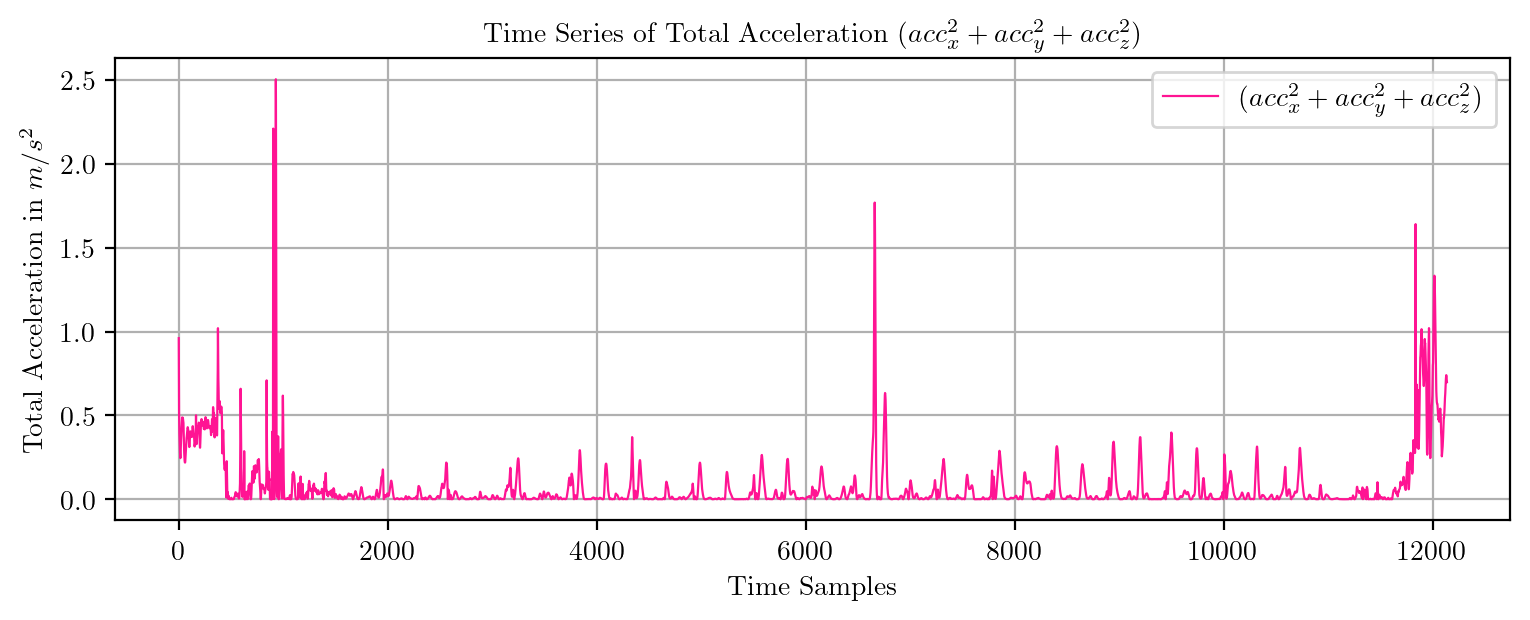 Time Series of Total Acceleration $(acc_x^2 + acc_y^2 + acc_z^2)$
$(acc_x^2 + acc_y^2 + acc_z^2)$
Total Acceleration in $m/s^2$
2.5
2.0
1.5
1.0
0.5
0.0
0 2000 4000 6000 8000 10000 12000
Time Samples